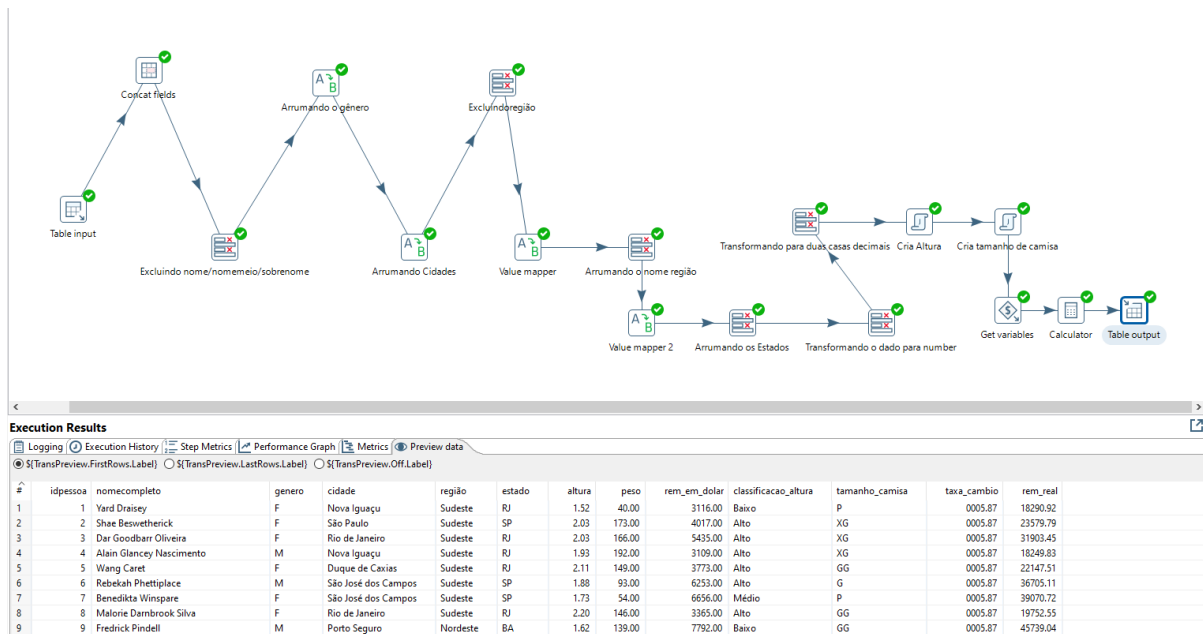 Concat fields
Arrumando o gênero
Excluindoregião
Table input
Excluindo nome/nomemeio/sobrenome
Arrumando Cidades
Value mapper
Arrumando o nome região
Transformando para duas casas decimais
Cria Altura
Cria tamanho de camisa
Value mapper 2
Arrumando os Estados
Transformando o dado para number
Get variables
Calculator
Table output
Execution Results
Logging Execution History Step Metrics Performance Graph Metrics Preview data
${TransPreview.FirstRows.Label} ${TransPreview.LastRows.Label} ${TransPreview.Off.Label}
# idpessoa nomecompleto genero cidade região estado altura peso rem_em_dolar classificacao_altura tamanho_camisa taxa_cambio rem_real
1 1 Yard Draisey F Nova Iguaçu Sudeste RJ 1.52 40.00 3116.00 Baixo P 0005.87 18290.92
2 2 Shae Beswetherick F São Paulo Sudeste SP 2.03 173.00 4017.00 Alto XG 0005.87 23579.79
3 3 Dar Goodbarr Oliveira F Rio de Janeiro Sudeste RJ 2.03 166.00 5435.00 Alto XG 0005.87 31903.45
4 4 Alain Glancey Nascimento M Nova Iguaçu Sudeste RJ 1.93 192.00 3109.00 Alto XG 0005.87 18249.83
5 5 Wang Caret F Duque de Caxias Sudeste RJ 2.11 149.00 3773.00 Alto GG 0005.87 22147.51
6 6 Rebekah Phettiplace M São José dos Campos Sudeste SP 1.88 93.00 6253.00 Alto G 0005.87 36705.11
7 7 Benedikta Winspare F São José dos Campos Sudeste SP 1.73 54.00 6656.00 Médio P 0005.87 39070.72
8 8 Malorie Darnbrook Silva F Rio de Janeiro Sudeste RJ 2.20 146.00 3365.00 Alto GG 0005.87 19752.55
9 9 Fredrick Pindell M Porto Seguro Nordeste BA 1.62 139.00 7792.00 Baixo GG 0005.87 45739.04